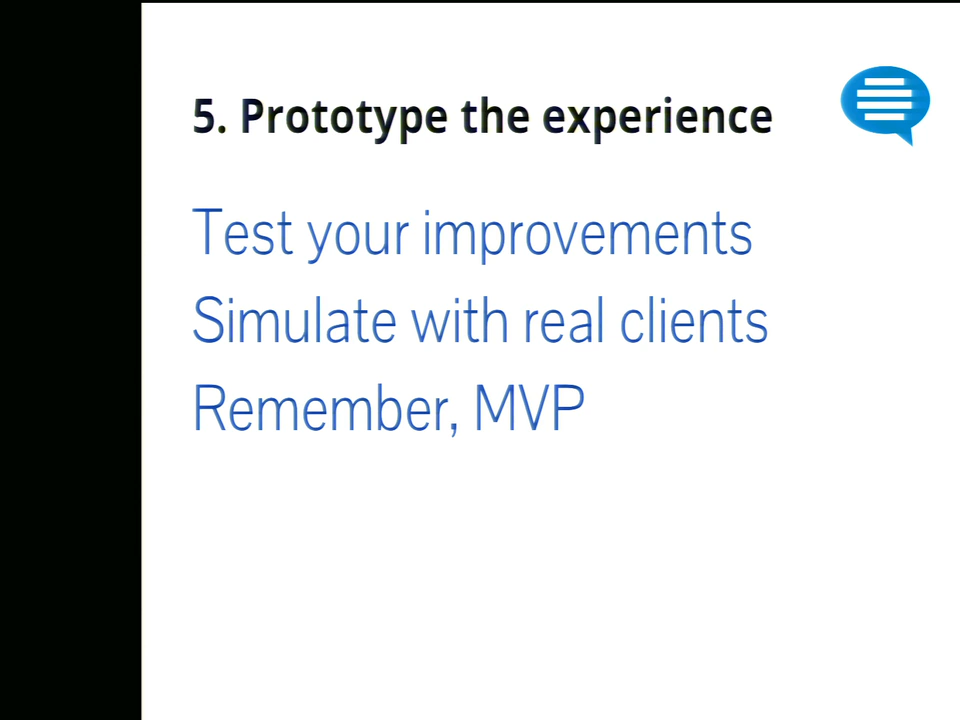 5. Prototype the experience
Test your improvements
Simulate with real clients
Remember, MVP